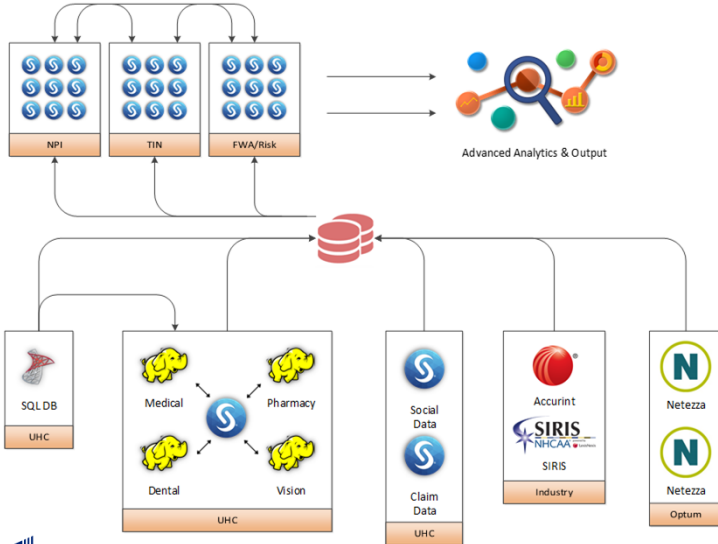 NPI
TIN
FWA/Risk
Advanced Analytics & Output
SQL DB
UHC
Medical
Pharmacy
Dental
Vision
UHC
Social
Data
Claim
Data
UHC
Accurint
SIRIS
NHCAA
SIRIS
Industry
N
Netezza
N
Netezza
Optum